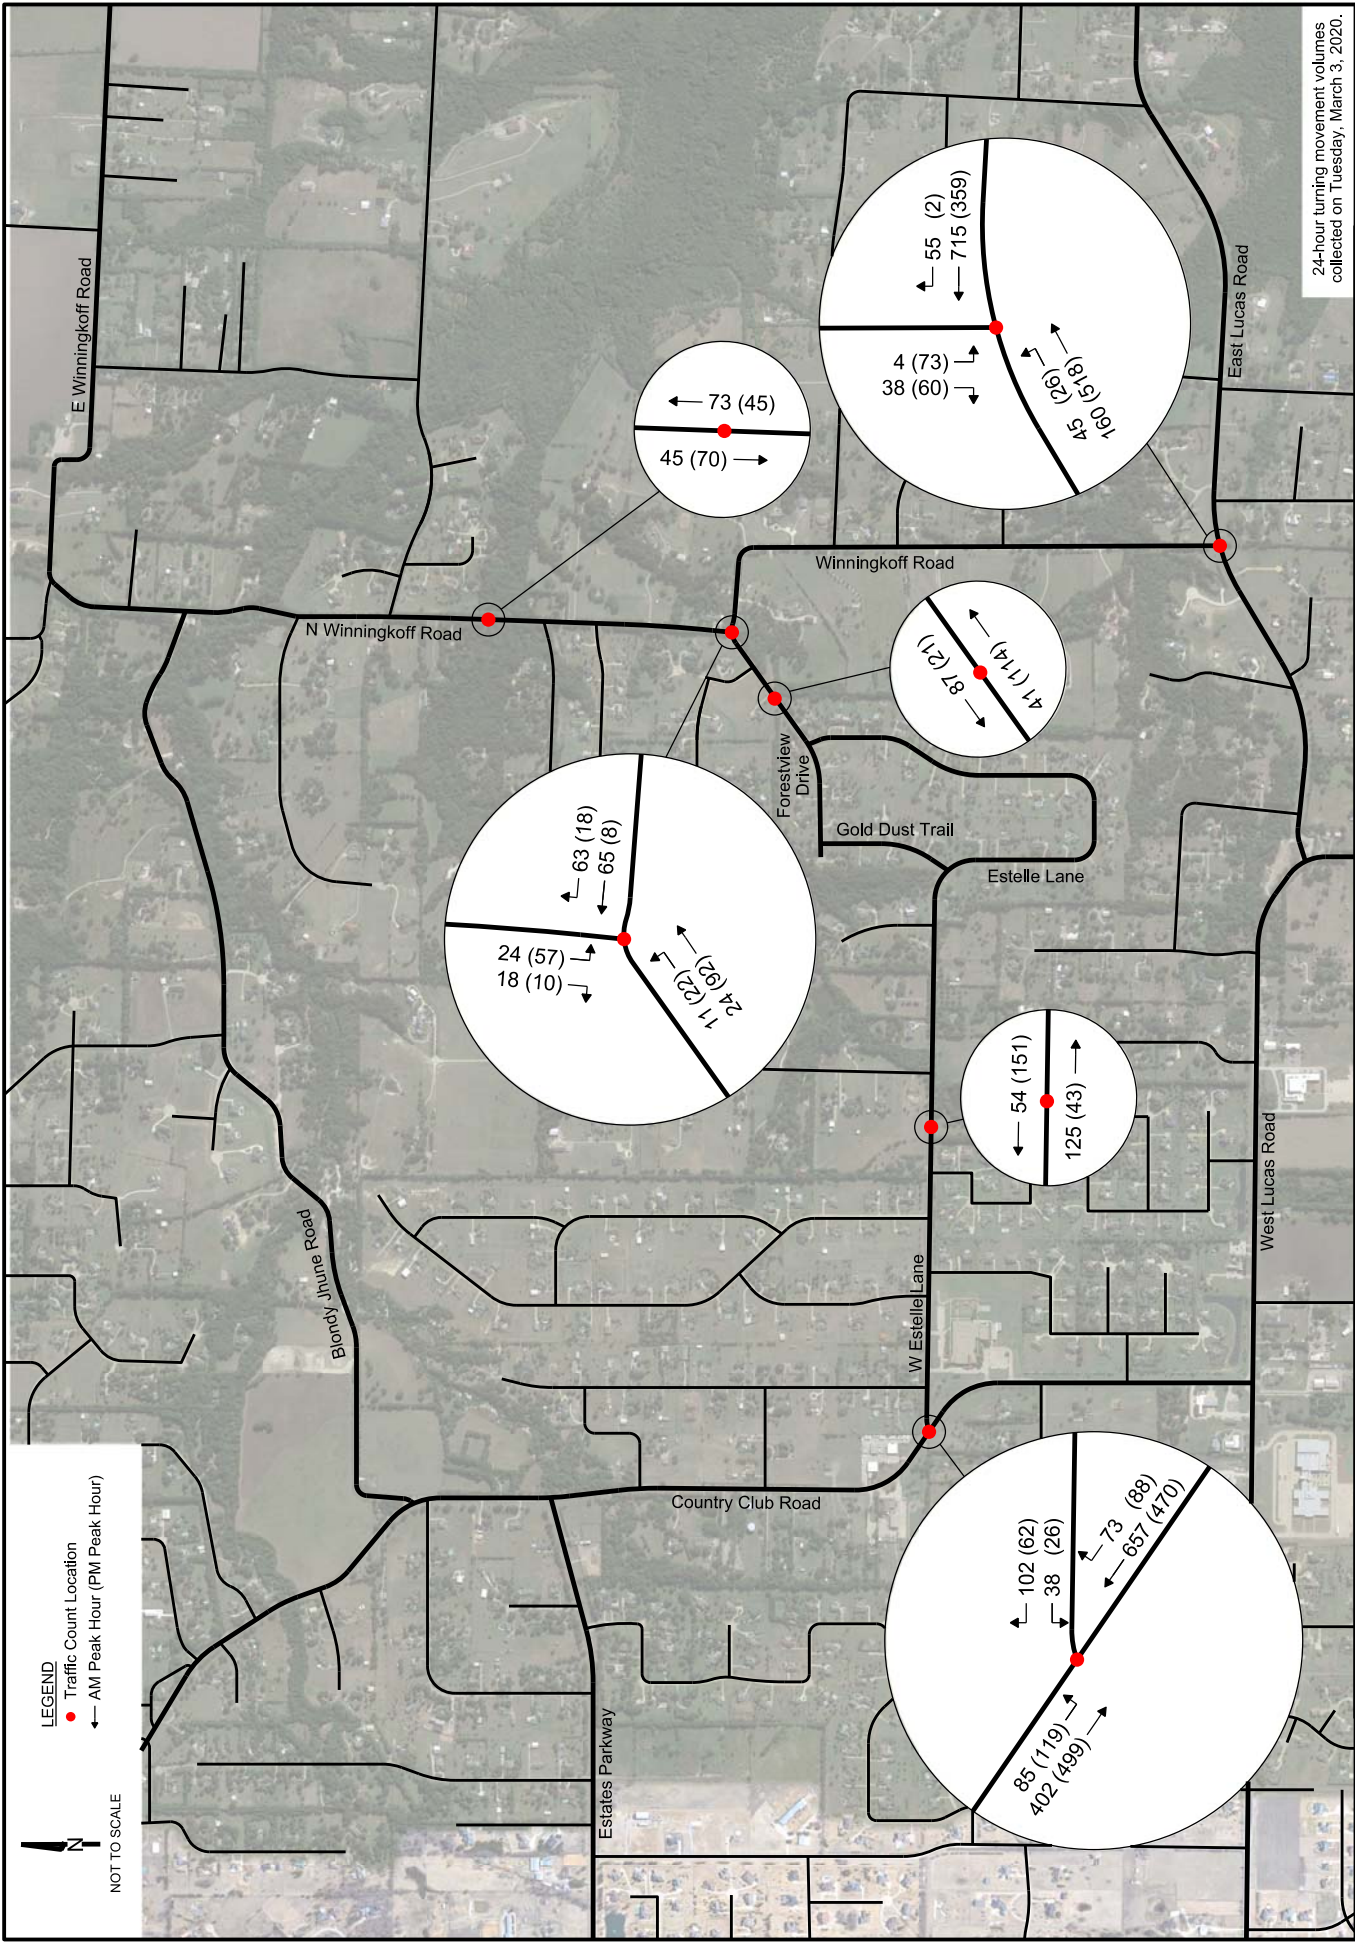 24-hour turning movement volumes
collected on Tuesday, March 3, 2020.
E Winningkoff Road
55 (2)
715 (359)
4 (73)
38 (60)
45 (26)
160 (518)
East Lucas Road
73 (45)
45 (70)
Winningkoff Road
N Winningkoff Road
87 (21)
41 (114)
Forestview
Drive
Gold Dust Trail
Estelle Lane
63 (18)
65 (8)
24 (57)
18 (10)
11 (22)
24 (92)
54 (151)
125 (43)
West Lucas Road
Blondy Jhune Road
W Estelle Lane
Country Club Road
102 (62)
38 (26)
73 (88)
657 (470)
85 (119)
402 (499)
Estates Parkway
LEGEND
Traffic Count Location
AM Peak Hour (PM Peak Hour)
N
NOT TO SCALE